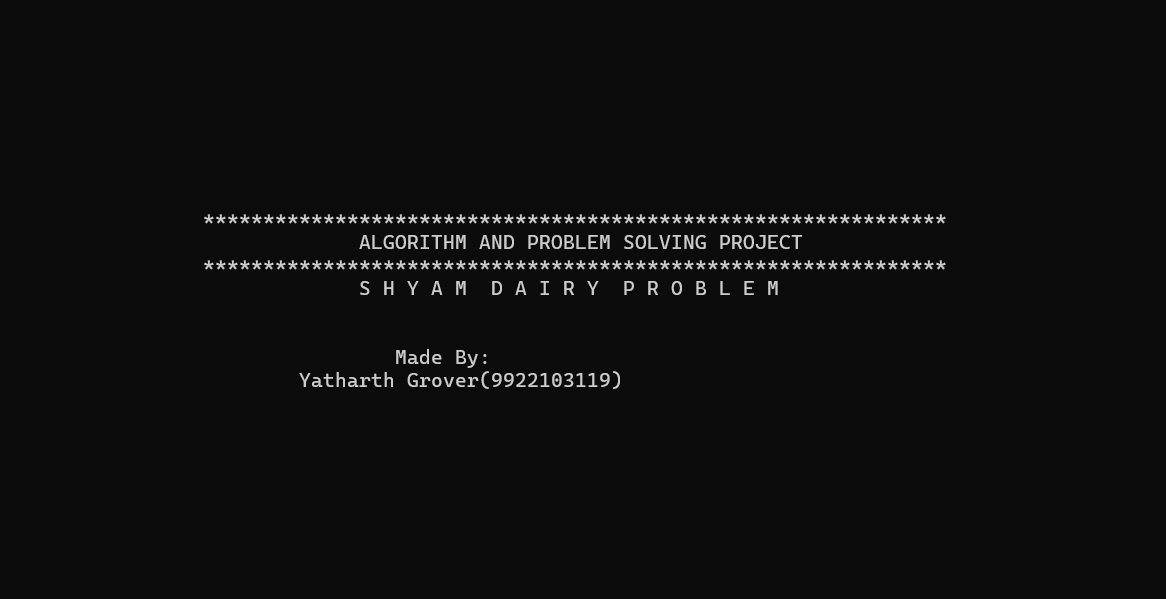 **************************************************************
ALGORITHM AND PROBLEM SOLVING PROJECT
**************************************************************
S H Y A M  D A I R Y  P R O B L E M
Made By:
Yatharth Grover(9922103119)